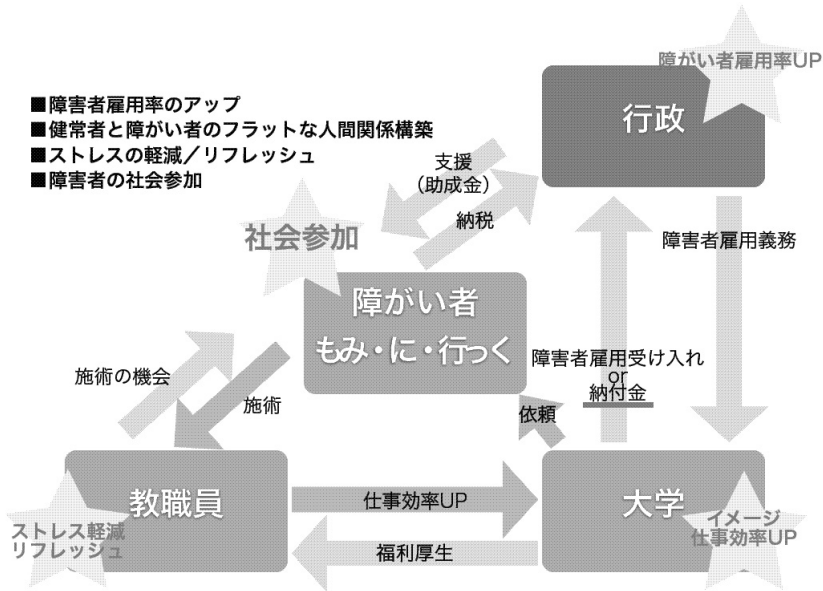 障がい者雇用率UP
■障害者雇用率のアップ
■健常者と障がい者のフラットな人間関係構築
■ストレスの軽減／リフレッシュ
■障害者の社会参加
行政
支援
（助成金）
納税
社会参加
障害者雇用義務
障がい者
もみ・に・行っく
施術の機会
施術
障害者雇用受け入れ
or
納付金
依頼
教職員
仕事効率UP
大学
ストレス軽減
リフレッシュ
イメージ
仕事効率UP
福利厚生